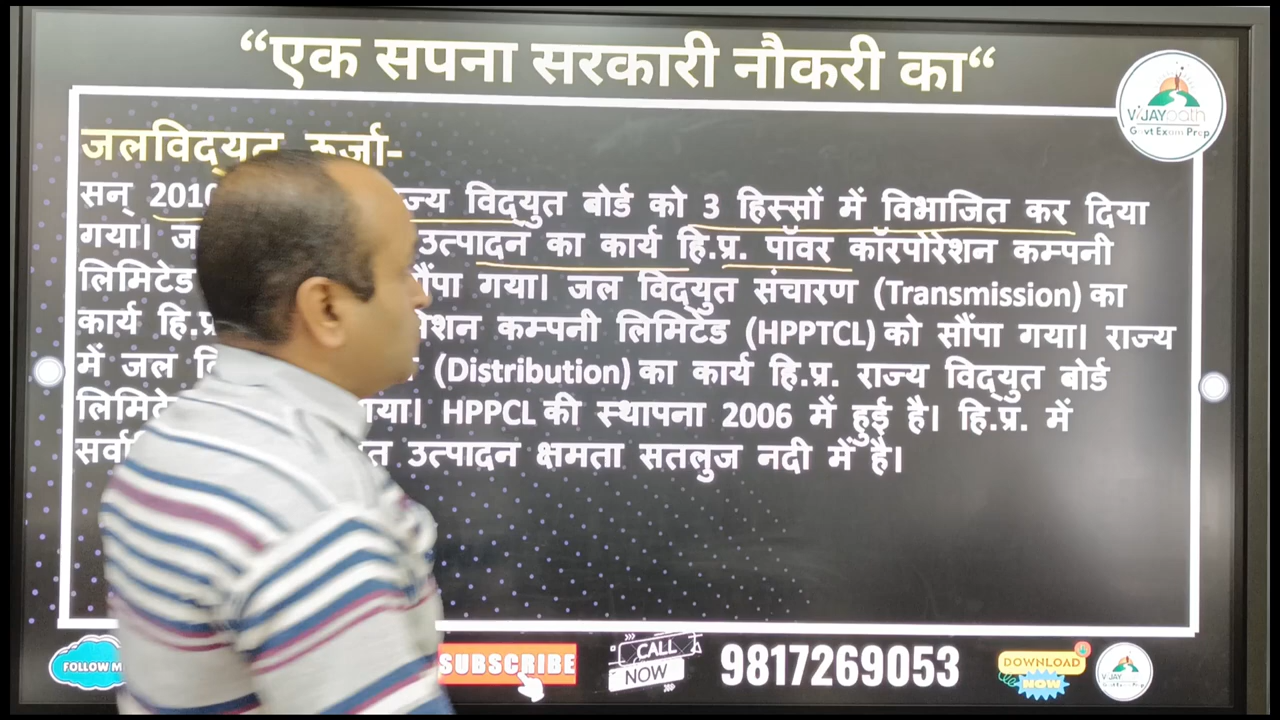 “एक सपना सरकारी नौकरी का“
VIJAYpath
Govt Exam Prep
जलविद्युत ऊर्जा-
सन् 2010 राज्य विद्युत बोर्ड को 3 हिस्सों में विभाजित कर दिया
गया। उत्पादन का कार्य हि.प्र. पॉवर कॉरपोरेशन कम्पनी
लिमिटेड सौंपा गया। जल विद्युत संचारण (Transmission) का
कार्य हि.प्र कम्पनी लिमिटेड (HPPTCL) को सौंपा गया। राज्य
में जल (Distribution) का कार्य हि.प्र. राज्य विद्युत बोर्ड
गया। HPPCL की स्थापना 2006 में हुई है। हि.प्र. में
उत्पादन क्षमता सतलुज नदी में है।
FOLLOW
SUBSCRIBE
CALL
NOW
9817269053
DOWNLOAD
NOW